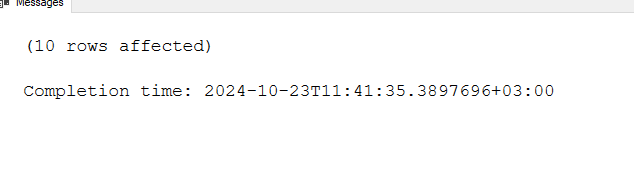 Messages
(10 rows affected)
Completion time: 2024-10-23T11:41:35.3897696+03:00